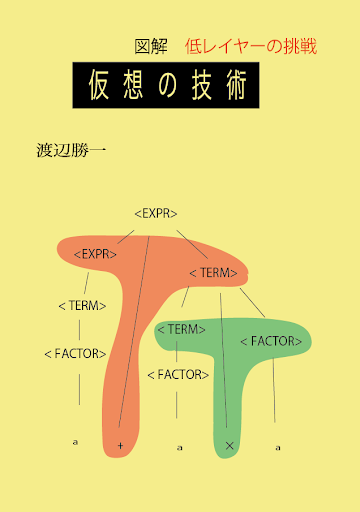 図解　低レイヤーの挑戦
仮想の技術
渡辺勝一
<EXPR>
<EXPR>
< TERM>
< TERM>
< TERM>
< FACTOR>
< FACTOR>
< FACTOR>
a + a × a